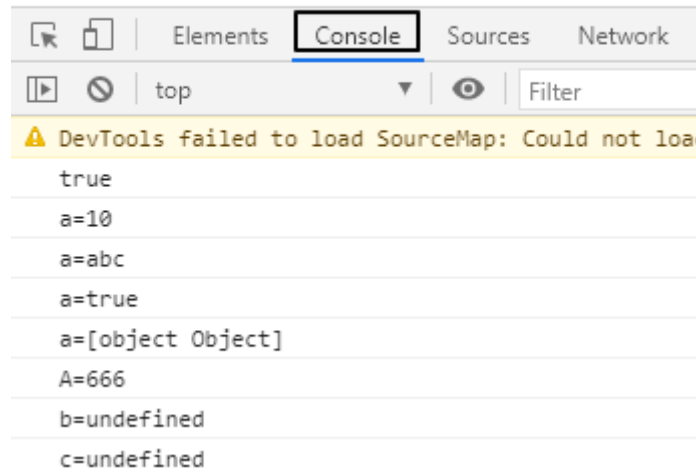 Elements Console Sources Network
top Filter
DevTools failed to load SourceMap: Could not loa
true
a=10
a=abc
a=true
a=[object Object]
A=666
b=undefined
c=undefined